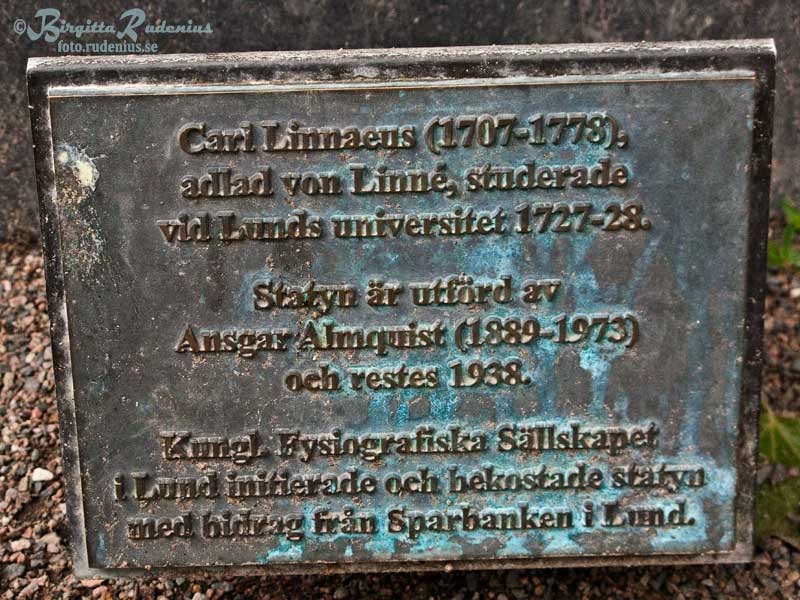 ©Birgitta Rudenius
foto.rudenius.se
Carl Linnaeus (1707-1778),
adlad von Linné, studerade
vid Lunds universitet 1727-28.
Statyn är utförd av
Ansgar Almquist (1889-1973)
och restes 1938.
Kungl. Fysiografiska Sällskapet
i Lund initierade och bekostade statyn
med bidrag från Sparbanken i Lund.